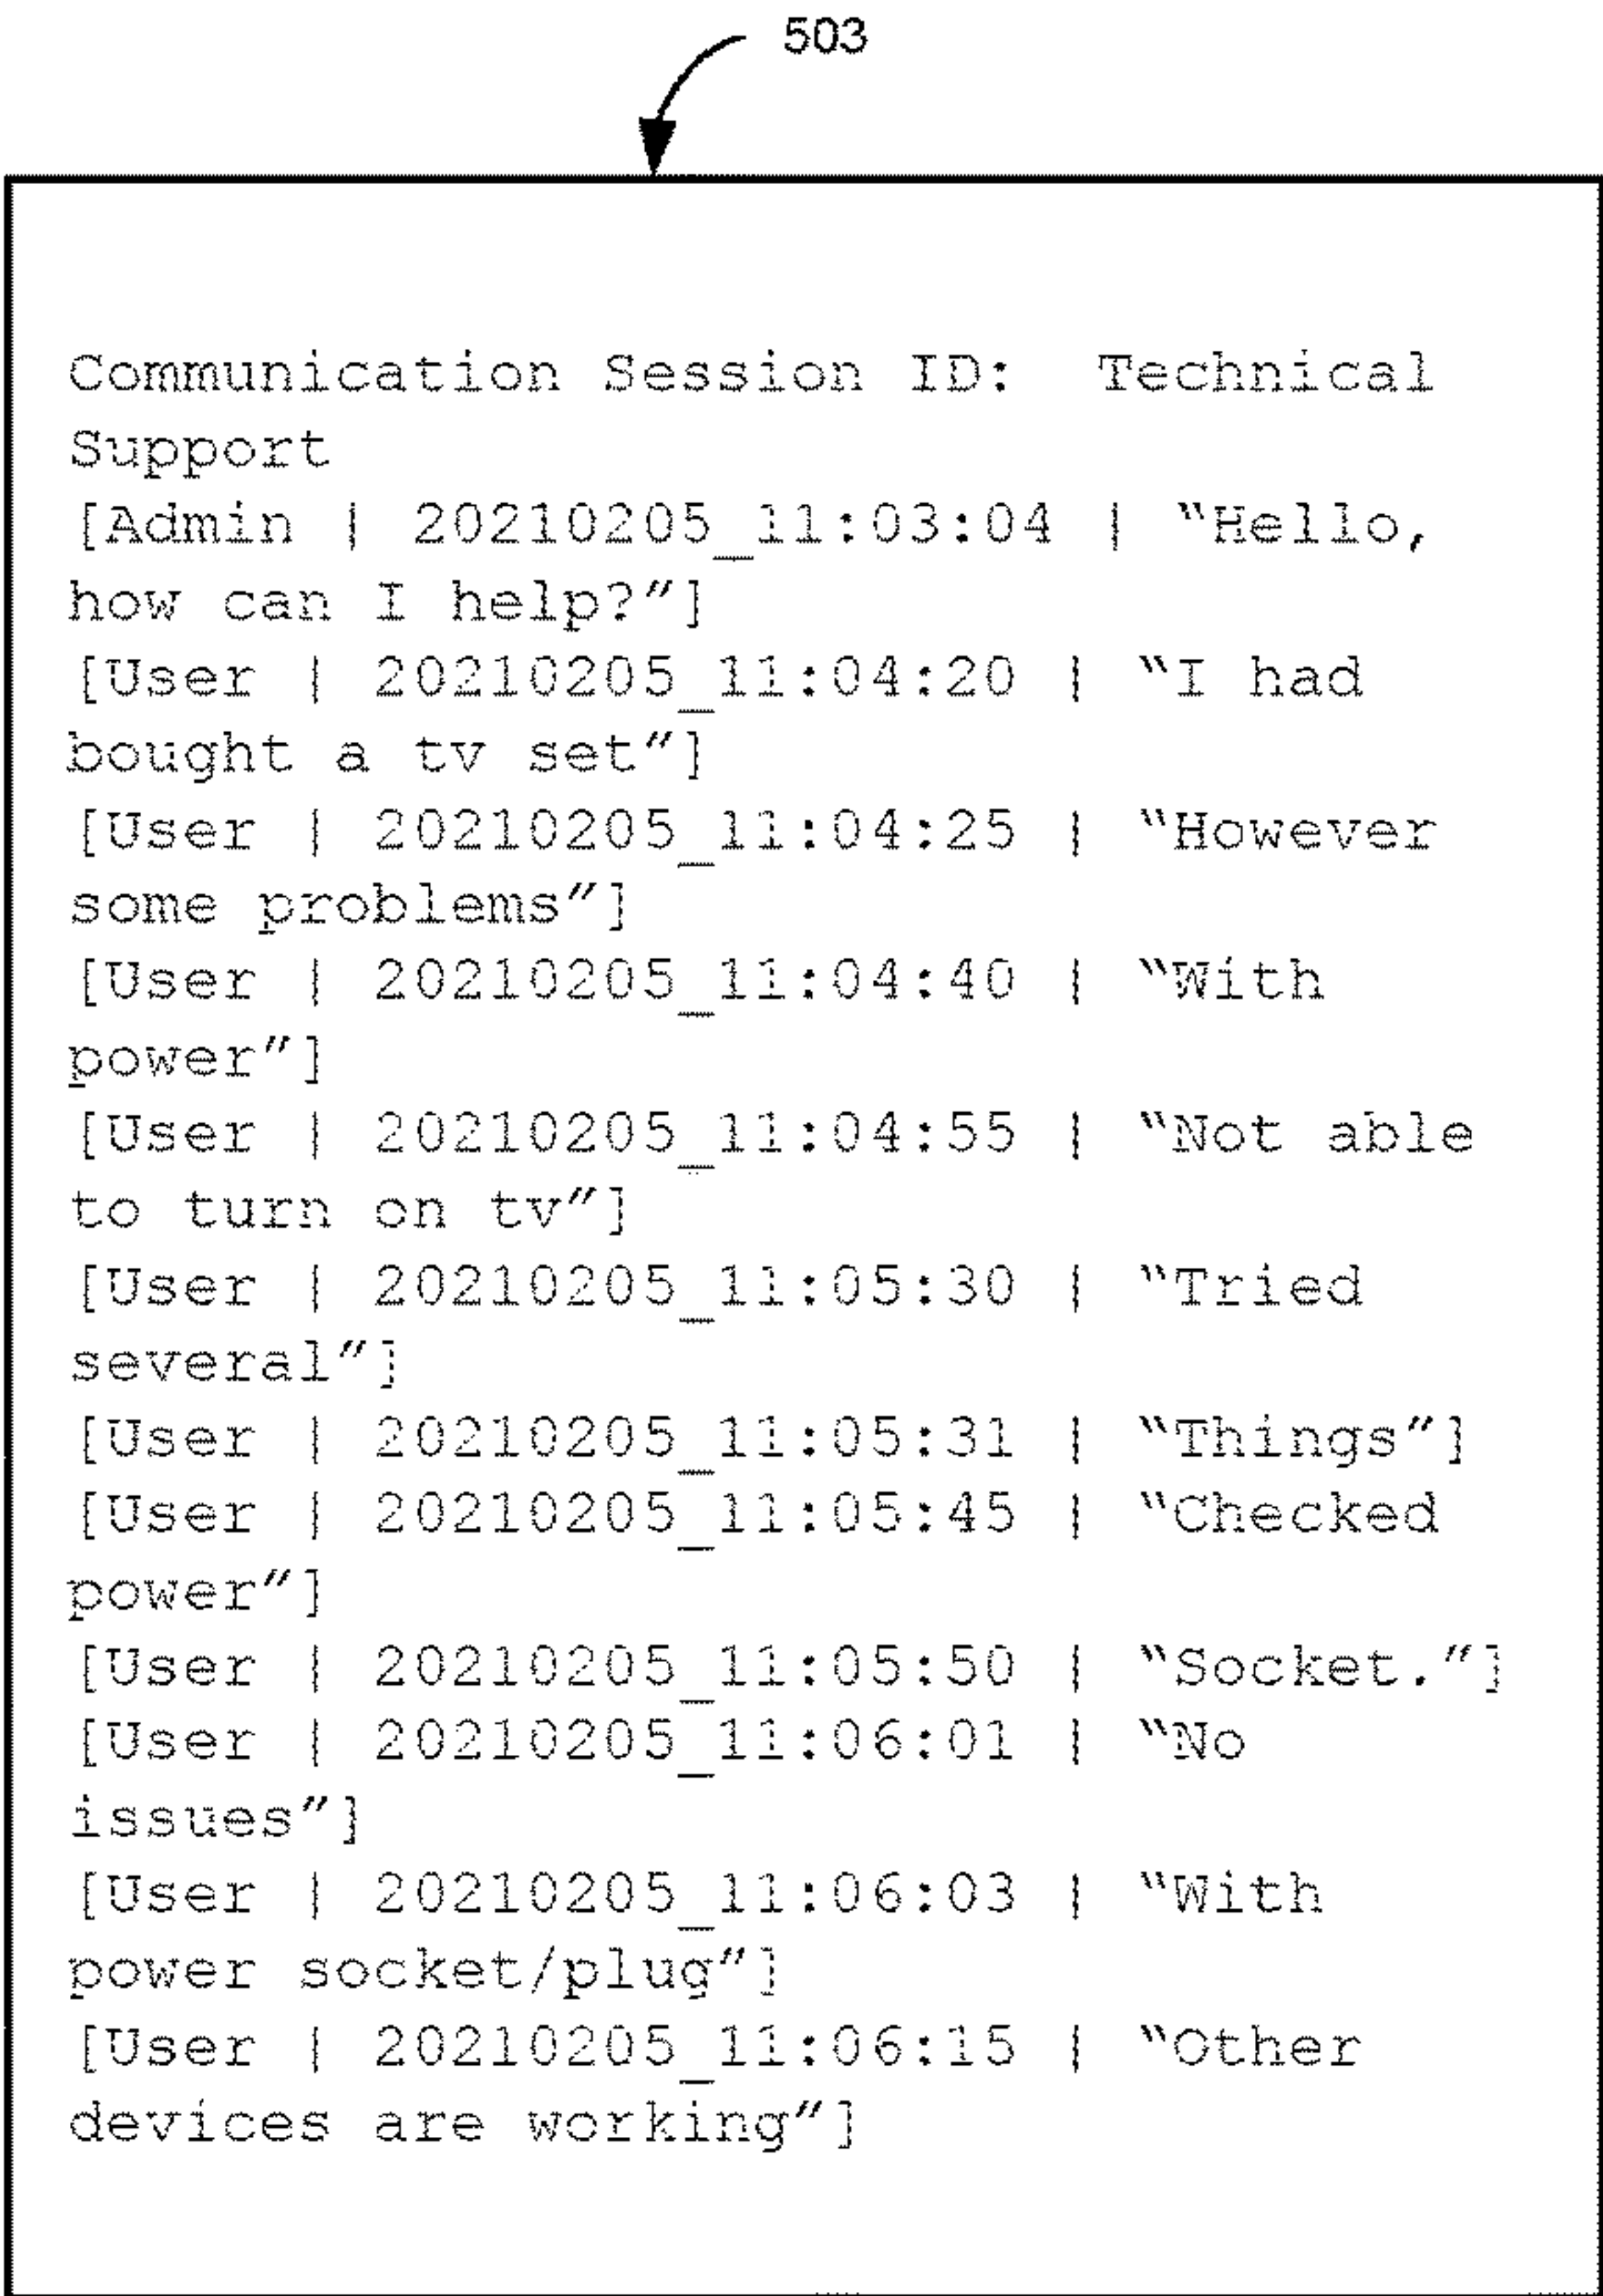 503
Communication Session ID:  Technical
Support
[Admin | 20210205_11:03:04 | “Hello,
how can I help?”]
[User | 20210205_11:04:20 | “I had
bought a tv set”]
[User | 20210205_11:04:25 | “However
some problems”]
[User | 20210205_11:04:40 | “With
power”]
[User | 20210205_11:04:55 | “Not able
to turn on tv”]
[User | 20210205_11:05:30 | “Tried
several”]
[User | 20210205_11:05:31 | “Things”]
[User | 20210205_11:05:45 | “Checked
power”]
[User | 20210205_11:05:50 | “Socket.”]
[User | 20210205_11:06:01 | “No
issues”]
[User | 20210205_11:06:03 | “With
power socket/plug”]
[User | 20210205_11:06:15 | “Other
devices are working”]